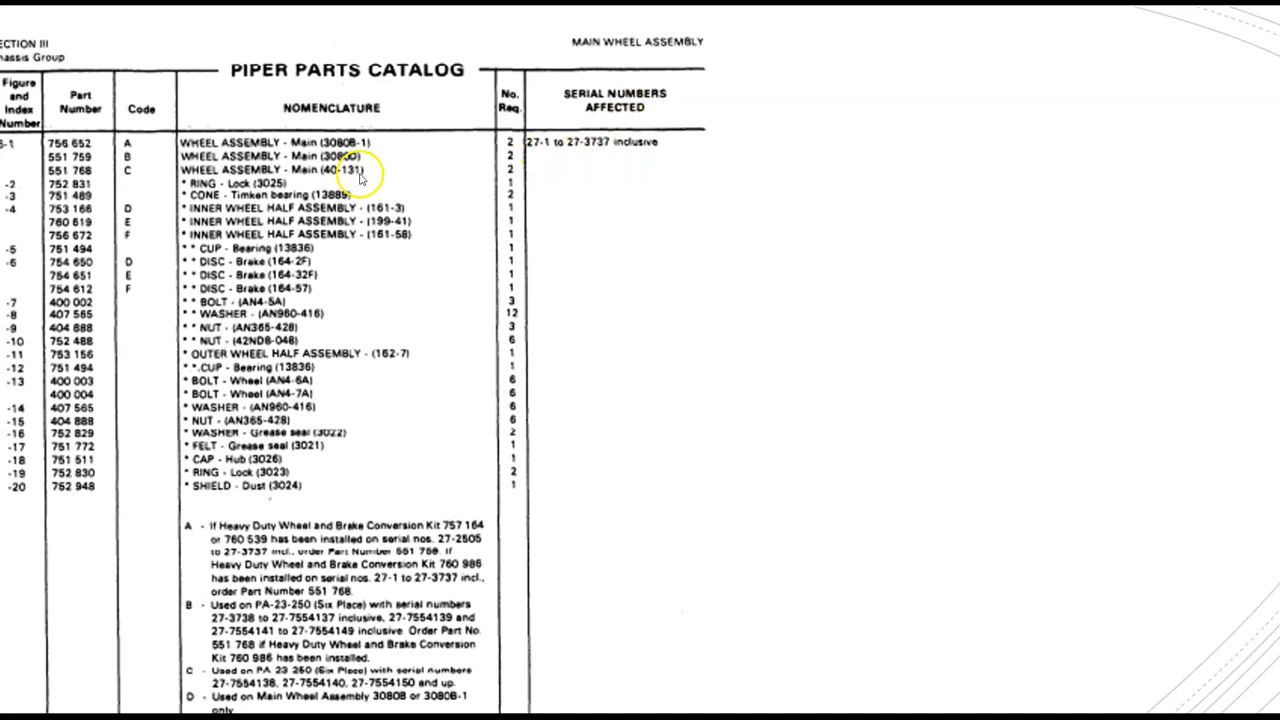 ECTION III
MAIN WHEEL ASSEMBLY
hassis Group
PIPER PARTS CATALOG
Figure and Index Number Part Number Code NOMENCLATURE No. Req. SERIAL NUMBERS AFFECTED
-1 756 652 A WHEEL ASSEMBLY - Main (3080B-1) 2 27-1 to 27-3737 inclusive
551 759 B WHEEL ASSEMBLY - Main 2
551 768 C WHEEL ASSEMBLY - Main (40-131) 2
-2 752 831 * RING - Lock (3025) 1
-3 751 489 * CONE - Timken bearing (13889) 2
-4 753 166 D * INNER WHEEL HALF ASSEMBLY - (161-3) 1
760 619 E * INNER WHEEL HALF ASSEMBLY - (199-41) 1
756 672 F * INNER WHEEL HALF ASSEMBLY - (161-58) 1
-5 751 494 * * CUP - Bearing (13836) 1
-6 754 650 D * * DISC - Brake (164-2F) 1
754 651 E * * DISC - Brake (164-32F) 1
754 612 F * * DISC - Brake (164-57) 1
-7 400 002 * * BOLT - (AN4-5A) 3
-8 407 565 * * WASHER - (AN960-416) 12
-9 404 888 * * NUT - (AN365-428) 3
-10 752 488 * * NUT - (42ND8-048) 6
-11 753 156 * OUTER WHEEL HALF ASSEMBLY - (162-7) 1
-12 751 494 * *.CUP - Bearing (13836) 1
-13 400 003 * BOLT - Wheel (AN4-6A) 6
400 004 * BOLT - Wheel (AN4-7A) 6
-14 407 565 * WASHER - (AN960-416) 6
-15 404 888 * NUT - (AN365-428) 6
-16 752 829 * WASHER - Grease seal (3022) 2
-17 751 772 * FELT - Grease seal (3021) 1
-18 751 511 * CAP - Hub (3026) 1
-19 752 830 * RING - Lock (3023) 2
-20 752 948 * SHIELD - Dust (3024) 1
A - If Heavy Duty Wheel and Brake Conversion Kit 757 164
or 760 539 has been installed on serial nos. 27-2505
to 27-3737 incl., order Part Number 551 759. If
Heavy Duty Wheel and Brake Conversion Kit 760 986
has been installed on serial nos. 27-1 to 27-3737 incl.,
order Part Number 551 768.
B - Used on PA-23-250 (Six Place) with serial numbers
27-3738 to 27-7554137 inclusive, 27-7554139 and
27-7554141 to 27-7554149 inclusive Order Part No.
551 768 if Heavy Duty Wheel and Brake Conversion
Kit 760 986 has been installed.
C - Used on PA-23-250 (Six Place) with serial numbers
27-7554138, 27-7554140, 27-7554150 and up.
D - Used on Main Wheel Assembly 3080B or 3080B-1
only.